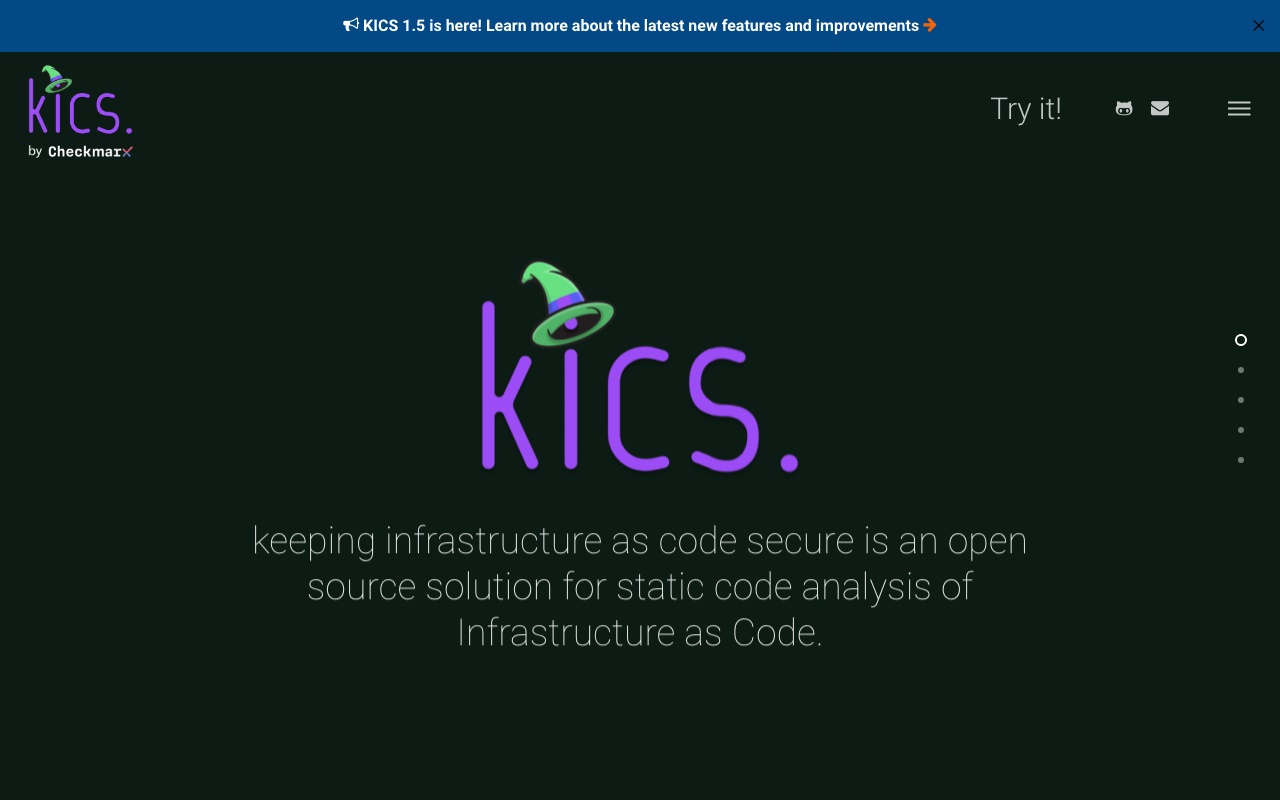 KICS 1.5 is here! Learn more about the latest new features and improvements
kics.
by Checkmarx
Try it!
kics.
keeping infrastructure as code secure is an open
source solution for static code analysis of
Infrastructure as Code.